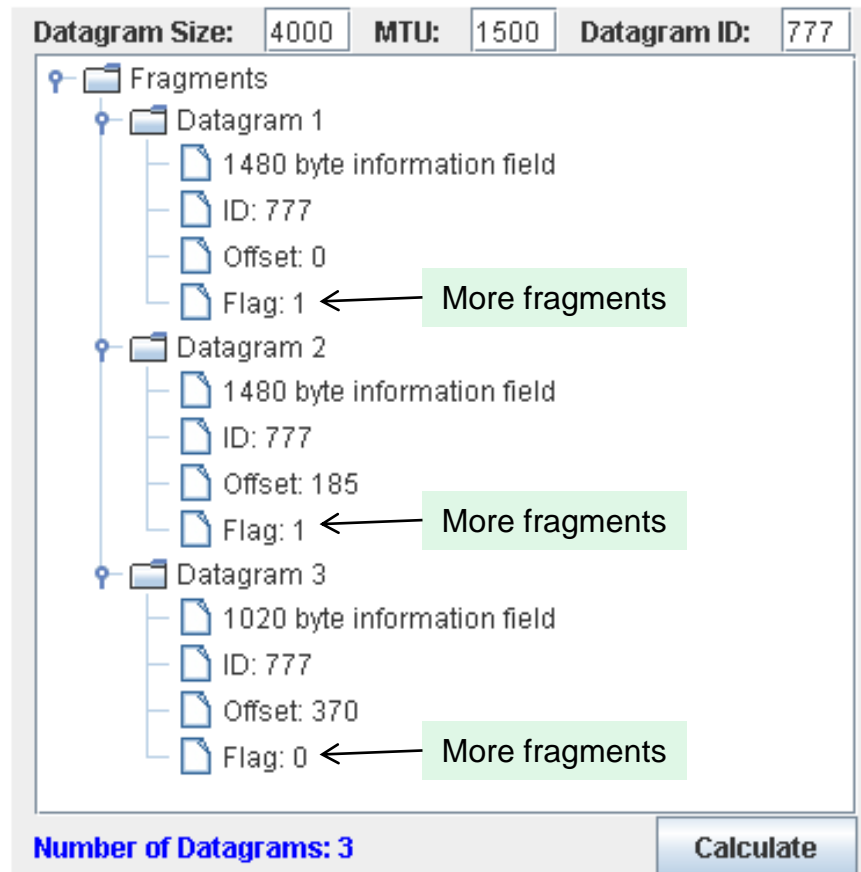 Datagram Size: 4000 MTU: 1500 Datagram ID: 777
Fragments
Datagram 1
1480 byte information field
ID: 777
Offset: 0
Flag: 1 More fragments
Datagram 2
1480 byte information field
ID: 777
Offset: 185
Flag: 1 More fragments
Datagram 3
1020 byte information field
ID: 777
Offset: 370
Flag: 0 More fragments
Number of Datagrams: 3 Calculate